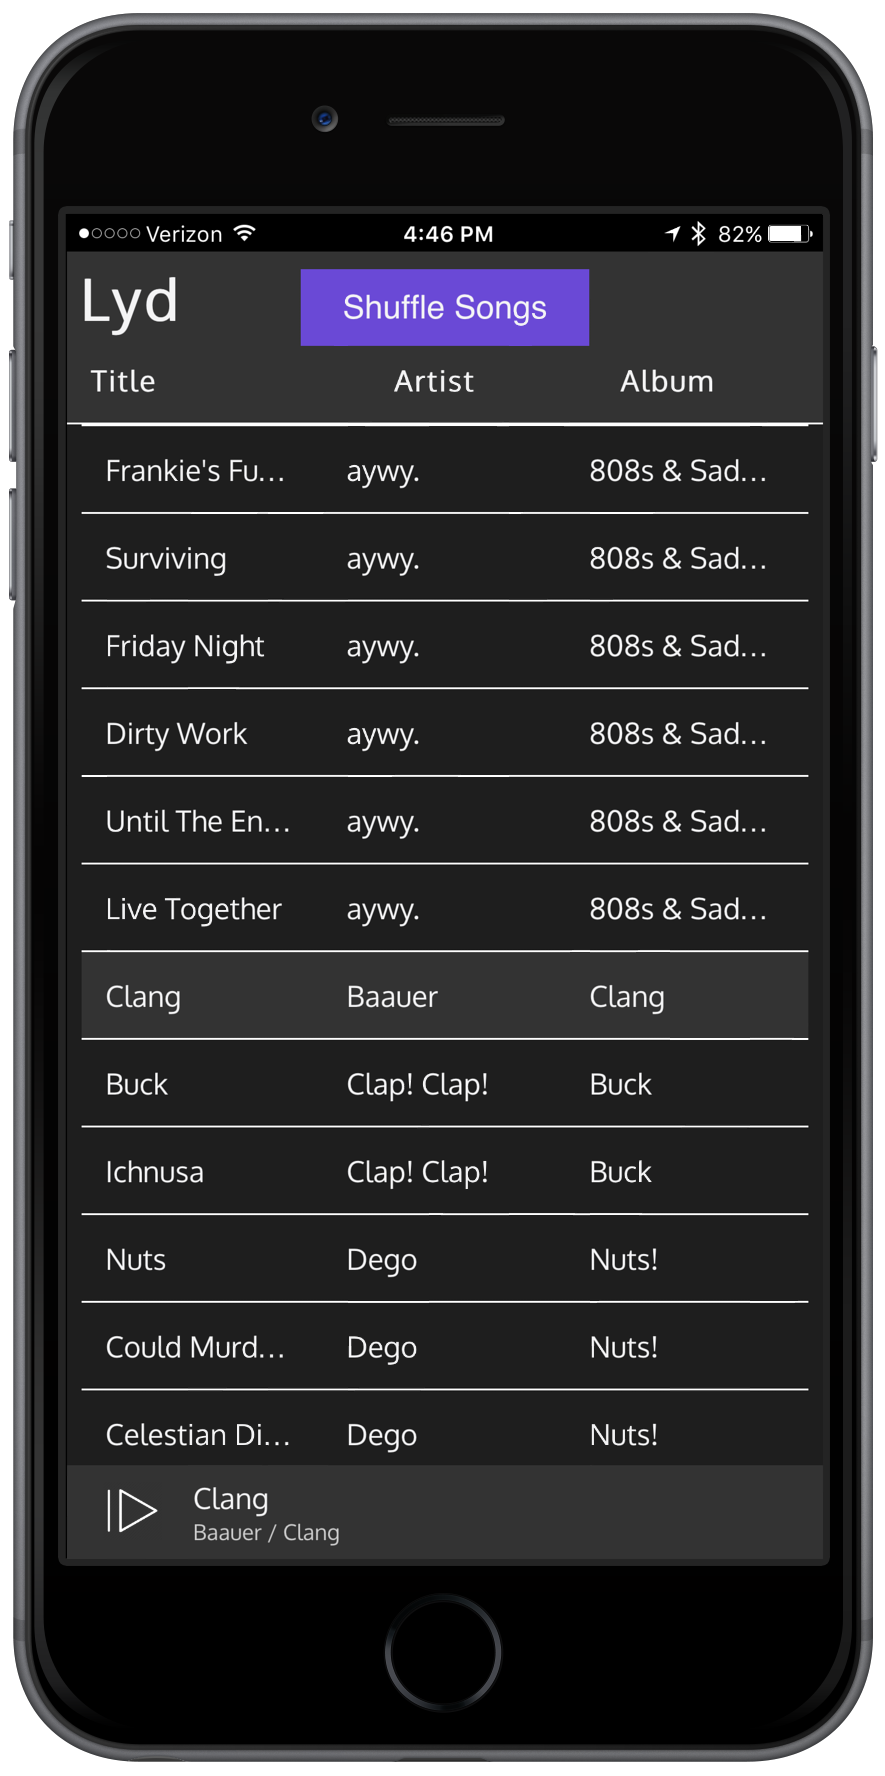 Verizon 4:46 PM 82%
Lyd Shuffle Songs
Title Artist Album
Frankie's Fu... aywy. 808s & Sad...
Surviving aywy. 808s & Sad...
Friday Night aywy. 808s & Sad...
Dirty Work aywy. 808s & Sad...
Until The En... aywy. 808s & Sad...
Live Together aywy. 808s & Sad...
Clang Baauer Clang
Buck Clap! Clap! Buck
Ichnusa Clap! Clap! Buck
Nuts Dego Nuts!
Could Murd... Dego Nuts!
Celestian Di... Dego Nuts!
Clang
Baauer / Clang